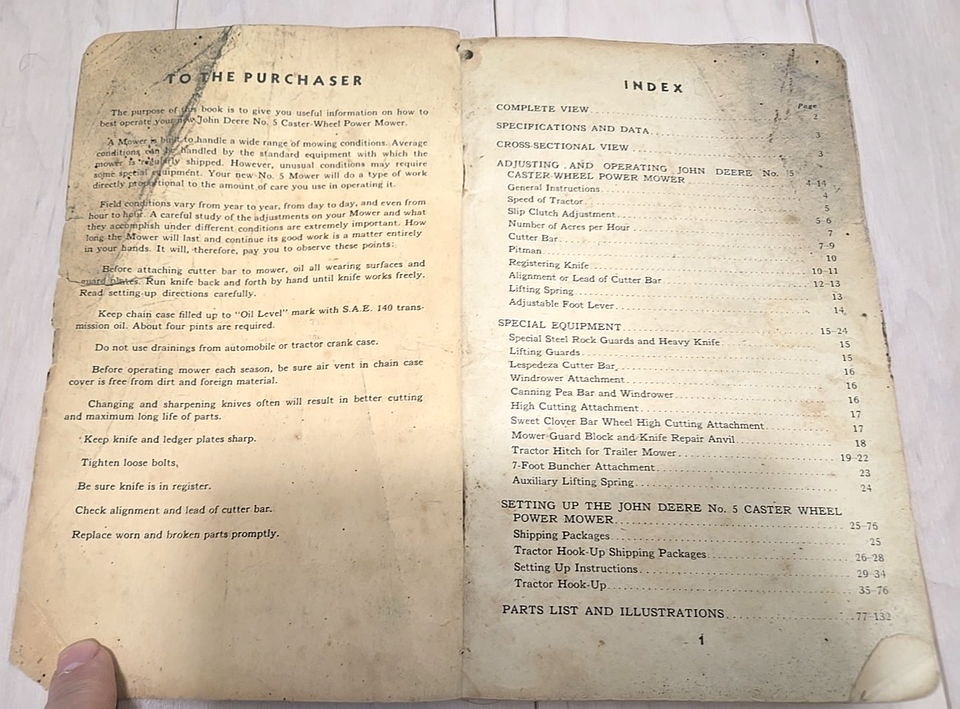 TO THE PURCHASER
The purpose of this book is to give you useful information on how to
best operate your new John Deere No. 5 Caster-Wheel Power Mower.
A Mower is built to handle a wide range of mowing conditions. Average
conditions can be handled by the standard equipment with which the
mower is regularly shipped. However, unusual conditions may require
some special equipment. Your new No. 5 Mower will do a type of work
directly proportional to the amount of care you use in operating it.
Field conditions vary from year to year, from day to day, and even from
hour to hour. A careful study of the adjustments on your Mower and what
they accomplish under different conditions are extremely important. How
long the Mower will last and continue its good work is a matter entirely
in your hands. It will, therefore, pay you to observe these points:
Before attaching cutter bar to mower, oil all wearing surfaces and
guard plates. Run knife back and forth by hand until knife works freely.
Read setting-up directions carefully.
Keep chain case filled up to "Oil Level" mark with S.A.E. 140 trans-
mission oil. About four pints are required.
Do not use drainings from automobile or tractor crank case.
Before operating mower each season, be sure air vent in chain case
cover is free from dirt and foreign material.
Changing and sharpening knives often will result in better cutting
and maximum long life of parts.
Keep knife and ledger plates sharp.
Tighten loose bolts,
Be sure knife is in register.
Check alignment and lead of cutter bar.
Replace worn and broken parts promptly.
INDEX
Page
COMPLETE VIEW 2
SPECIFICATIONS AND DATA 3
CROSS-SECTIONAL VIEW 3
ADJUSTING AND OPERATING JOHN DEERE No. 5
CASTER-WHEEL POWER MOWER 4-14
General Instructions 4
Speed of Tractor 5
Slip Clutch Adjustment 5-6
Number of Acres per Hour 7
Cutter Bar 7-9
Pitman 10
Registering Knife 10-11
Alignment or Lead of Cutter Bar 12-13
Lifting Spring 13
Adjustable Foot Lever 14
SPECIAL EQUIPMENT 15-24
Special Steel Rock Guards and Heavy Knife 15
Lifting Guards 15
Lespedeza Cutter Bar 16
Windrower Attachment 16
Canning Pea Bar and Windrower 16
High Cutting Attachment 17
Sweet Clover Bar Wheel High Cutting Attachment 17
Mower Guard Block and Knife Repair Anvil 18
Tractor Hitch for Trailer Mower 19-22
7-Foot Buncher Attachment 23
Auxiliary Lifting Spring 24
SETTING UP THE JOHN DEERE No. 5 CASTER WHEEL
POWER MOWER 25-76
Shipping Packages 25
Tractor Hook-Up Shipping Packages 26-28
Setting Up Instructions 29-34
Tractor Hook-Up 35-76
PARTS LIST AND ILLUSTRATIONS 77-132
1